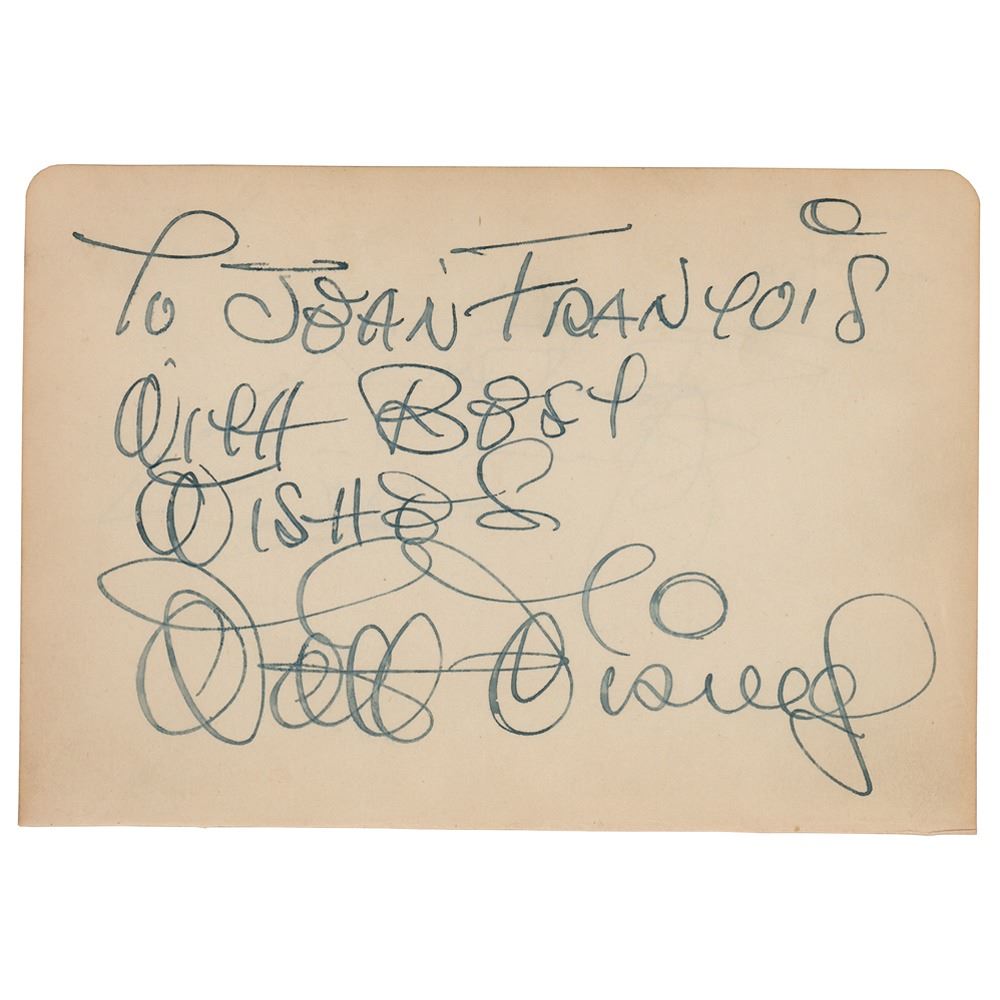 To JEAN FRANÇOIS
WITH BEST
WISHES
Walt Disney